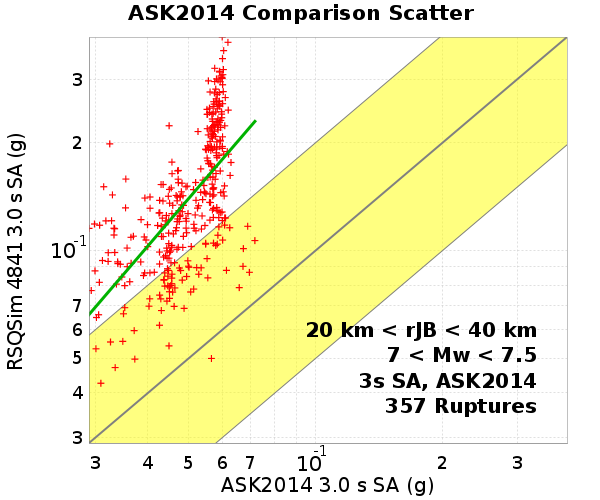 ASK2014 Comparison Scatter
RSQSim 4841 3.0 s SA (g)
3
2
10-1
7
6
5
4
3
20 km < rJB < 40 km
7 < Mw < 7.5
3s SA, ASK2014
357 Ruptures
3 4 5 6 7 10-1 2 3
ASK2014 3.0 s SA (g)